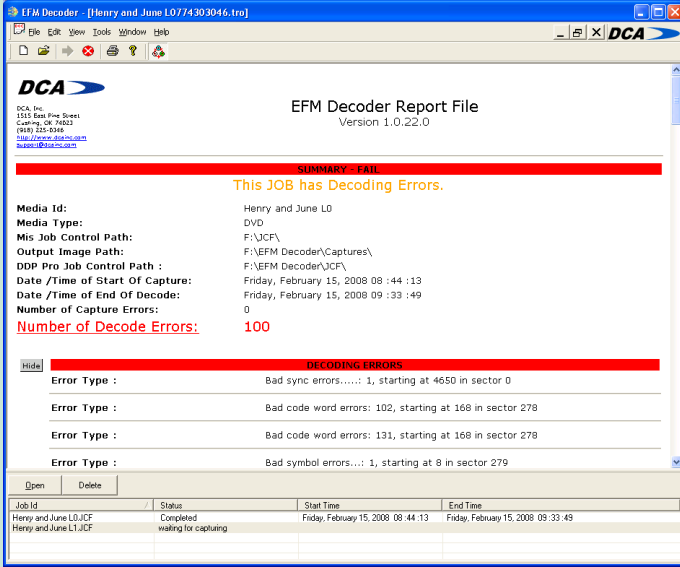 EFM Decoder - [Henry and June L0774303046.tro]
File Edit View Tools Window Help
DCA
DCA
DCA, Inc.
1515 East Pine Street
Cushing, OK 74023
(918) 225-0346
http://www.dcainc.com
support@dcainc.com
EFM Decoder Report File
Version 1.0.22.0
SUMMARY - FAIL
This JOB has Decoding Errors.
Media Id: Henry and June L0
Media Type: DVD
Mis Job Control Path: F:\JCF\
Output Image Path: F:\EFM Decoder\Captures\
DDP Pro Job Control Path : F:\EFM Decoder\JCF\
Date /Time of Start Of Capture: Friday, February 15, 2008 08 :44 :13
Date /Time of End Of Decode: Friday, February 15, 2008 09 :33 :49
Number of Capture Errors: 0
Number of Decode Errors: 100
Hide
DECODING ERRORS
Error Type : Bad sync errors.....: 1, starting at 4650 in sector 0
Error Type : Bad code word errors: 102, starting at 168 in sector 278
Error Type : Bad code word errors: 131, starting at 168 in sector 278
Error Type : Bad symbol errors...: 1, starting at 8 in sector 279
Open Delete
Job Id / Status Start Time End Time
Henry and June L0.JCF Completed Friday, February 15, 2008 08 :44 :13 Friday, February 15, 2008 09 :33 :49
Henry and June L1.JCF waiting for capturing